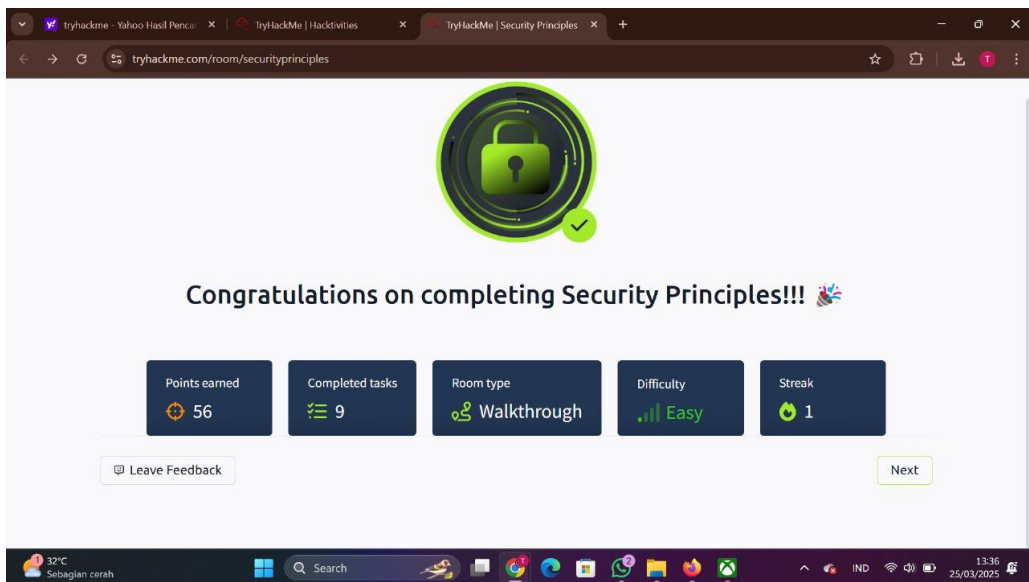 tryhackme - Yahoo Hasil Pencar
TryHackMe | Hacktivities
TryHackMe | Security Principles
tryhackme.com/room/securityprinciples
T
Congratulations on completing Security Principles!!! 🎉
Points earned
56
Completed tasks
9
Room type
Walkthrough
Difficulty
Easy
Streak
1
Leave Feedback
Next
1
32°C
Sebagian cerah
Search
IND
13:36
25/03/2025